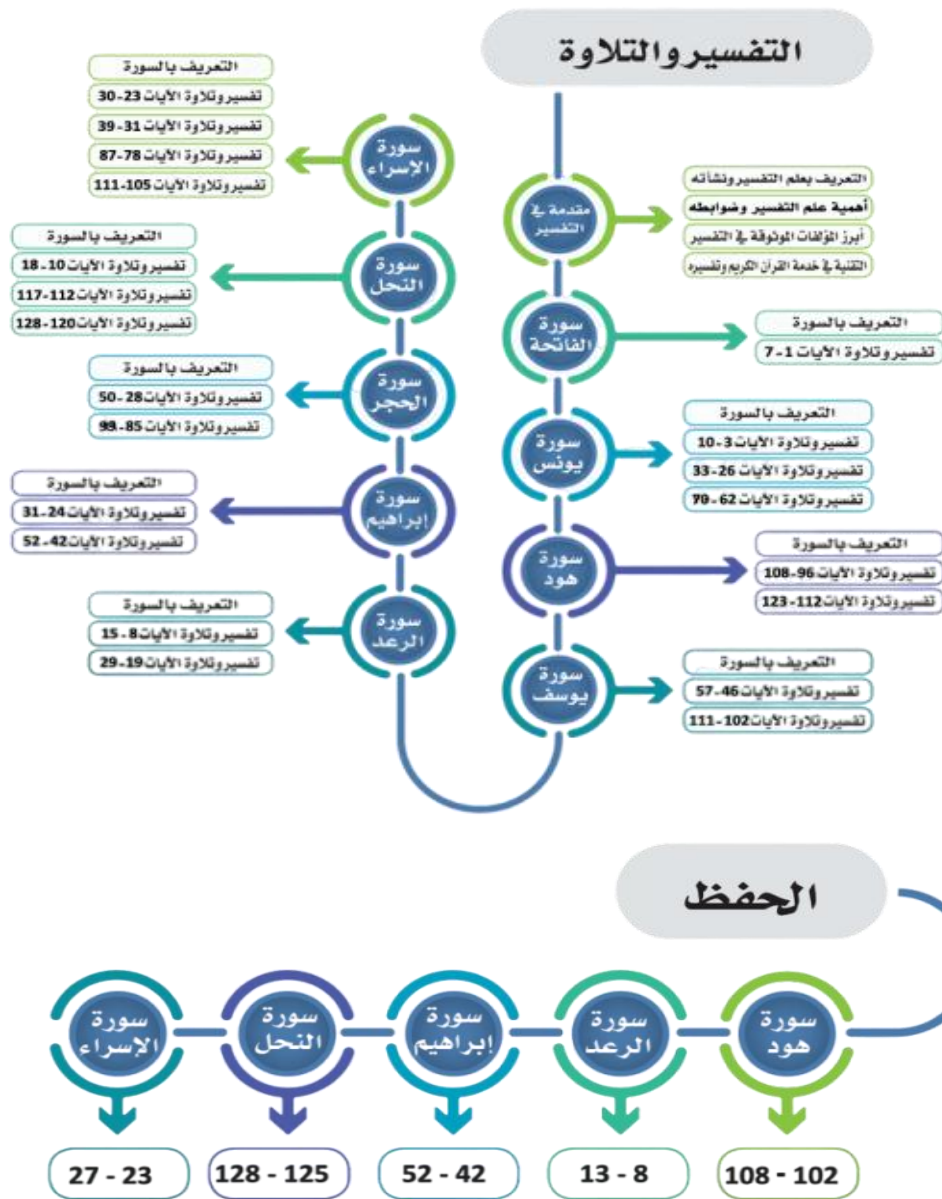 التفسير والتلاوة
مقدمة في
التفسير
التعريف بعلم التفسير ونشأته
أهمية علم التفسير وضوابطه
أبرز المؤلفات الموثوقة في التفسير
التقنية في خدمة القرآن الكريم وتفسيره
سورة
الفاتحة
التعريف بالسورة
تفسير وتلاوة الآيات 1-7
سورة
يونس
التعريف بالسورة
تفسير وتلاوة الآيات 3-10
تفسير وتلاوة الآيات 26-33
تفسير وتلاوة الآيات 62-70
سورة
هود
التعريف بالسورة
تفسير وتلاوة الآيات 96-108
تفسير وتلاوة الآيات 112-123
سورة
يوسف
التعريف بالسورة
تفسير وتلاوة الآيات 46-57
تفسير وتلاوة الآيات 102-111
سورة
الرعد
التعريف بالسورة
تفسير وتلاوة الآيات 8-15
تفسير وتلاوة الآيات 19-29
سورة
إبراهيم
التعريف بالسورة
تفسير وتلاوة الآيات 24-31
تفسير وتلاوة الآيات 42-52
سورة
الحجر
التعريف بالسورة
تفسير وتلاوة الآيات 28-50
تفسير وتلاوة الآيات 85-99
سورة
النحل
التعريف بالسورة
تفسير وتلاوة الآيات 10-18
تفسير وتلاوة الآيات 112-117
تفسير وتلاوة الآيات 120-128
سورة
الإسراء
التعريف بالسورة
تفسير وتلاوة الآيات 23-30
تفسير وتلاوة الآيات 31-39
تفسير وتلاوة الآيات 78-87
تفسير وتلاوة الآيات 105-111
الحفظ
سورة
هود
102 - 108
سورة
الرعد
8 - 13
سورة
إبراهيم
42 - 52
سورة
النحل
125 - 128
سورة
الإسراء
23 - 27